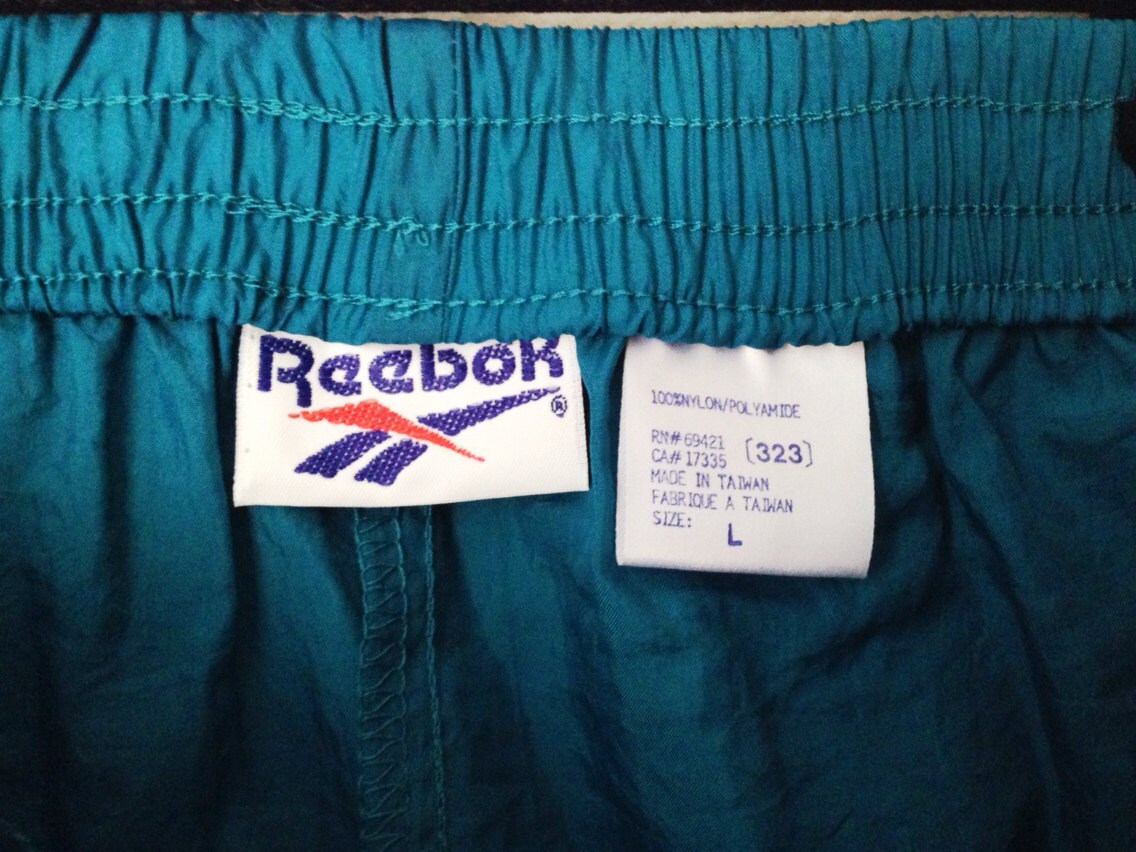 Reebok
®
100%NYLON/POLYAMIDE
RN# 69421
CA# 17335 (323)
MADE IN TAIWAN
FABRIQUE A TAIWAN
SIZE:
L